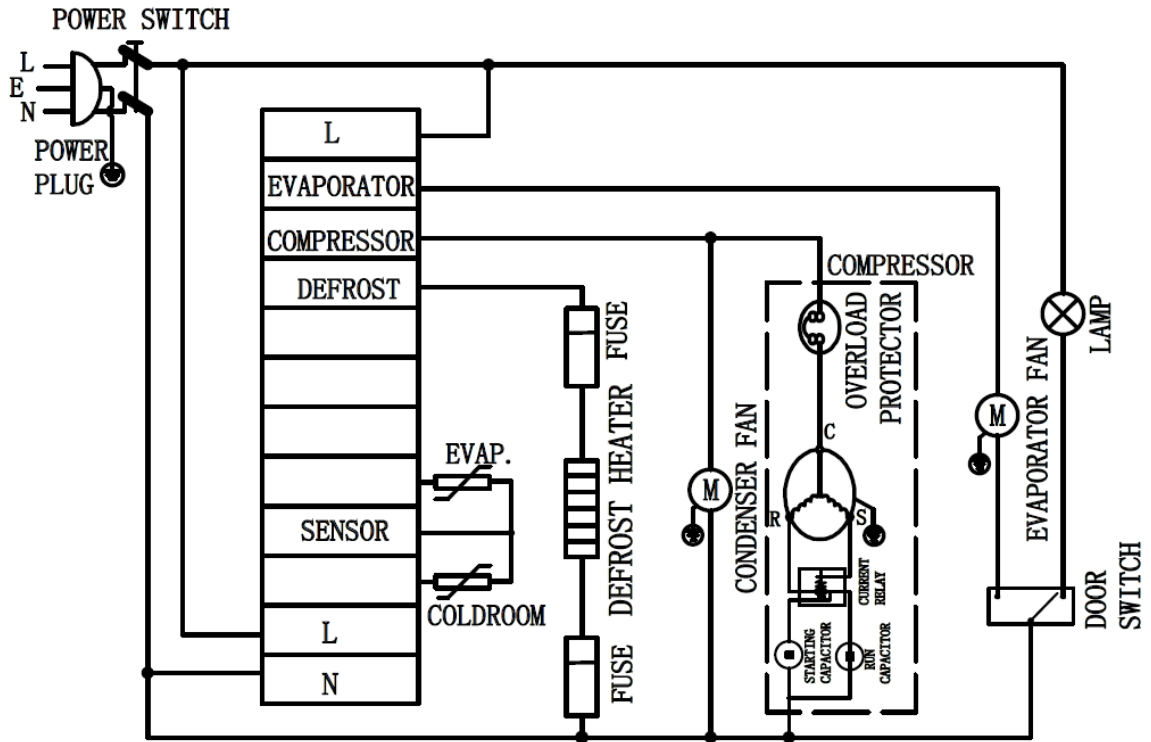 POWER SWITCH
L
E
N
POWER
PLUG
L
EVAPORATOR
COMPRESSOR
DEFROST
SENSOR
L
N
EVAP.
COLDROOM
FUSE
DEFROST HEATER
FUSE
M
CONDENSER FAN
COMPRESSOR
OVERLOAD
PROTECTOR
C
R
S
CURRENT
RELAY
STARTING
CAPACITOR
RUN
CAPACITOR
M
EVAPORATOR FAN
LAMP
DOOR
SWITCH